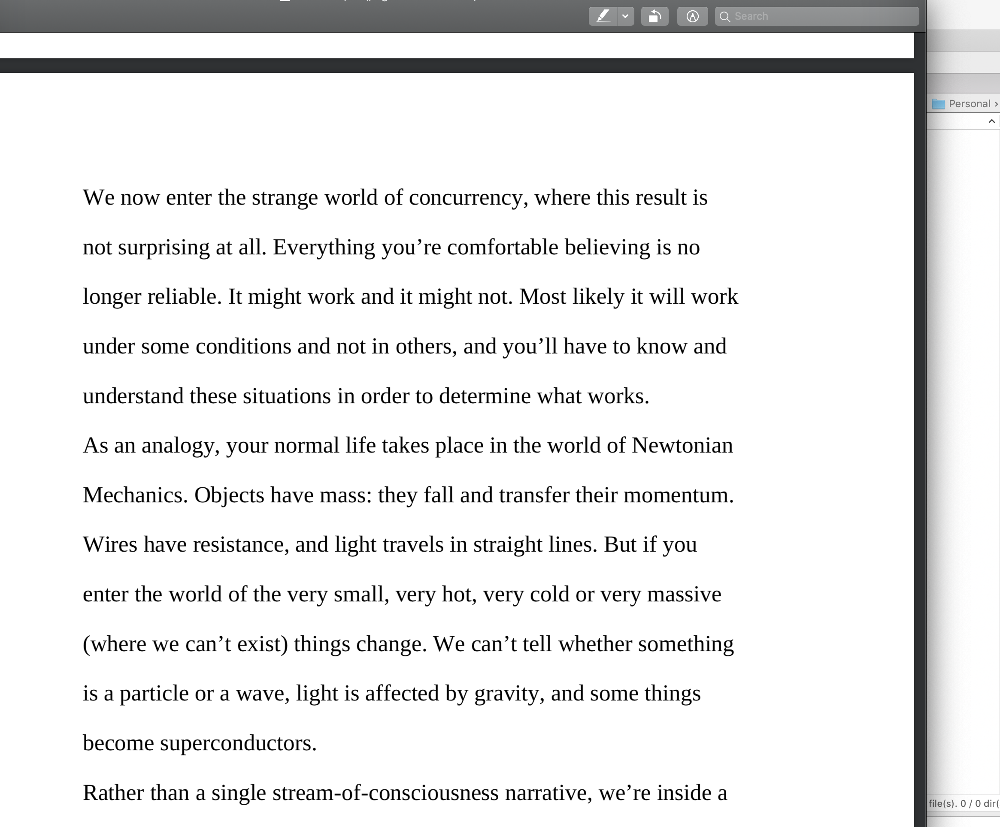 Search
Personal
We now enter the strange world of concurrency, where this result is
not surprising at all. Everything you’re comfortable believing is no
longer reliable. It might work and it might not. Most likely it will work
under some conditions and not in others, and you’ll have to know and
understand these situations in order to determine what works.
As an analogy, your normal life takes place in the world of Newtonian
Mechanics. Objects have mass: they fall and transfer their momentum.
Wires have resistance, and light travels in straight lines. But if you
enter the world of the very small, very hot, very cold or very massive
(where we can’t exist) things change. We can’t tell whether something
is a particle or a wave, light is affected by gravity, and some things
become superconductors.
Rather than a single stream-of-consciousness narrative, we’re inside a
file(s). 0 / 0 dir(